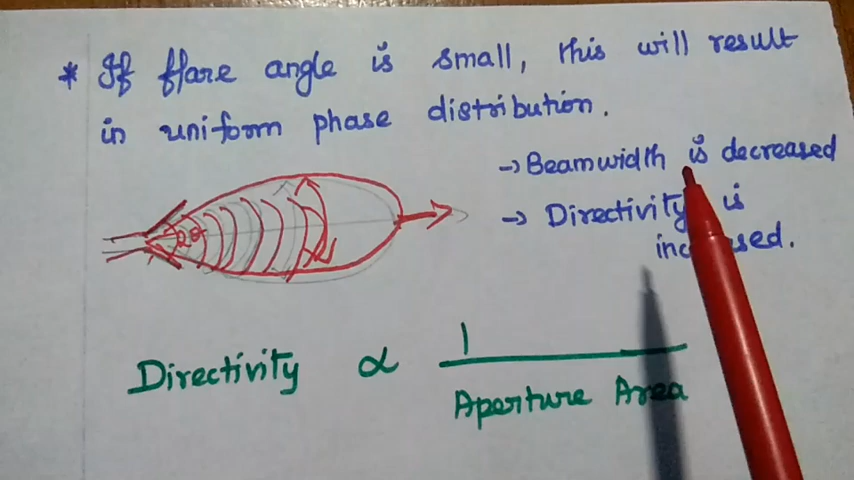 * If flare angle is small, this will result
in uniform phase distribution.
→ Beamwidth is decreased
→ Directivity is
Directivity ∝ 1 / Aperture Area